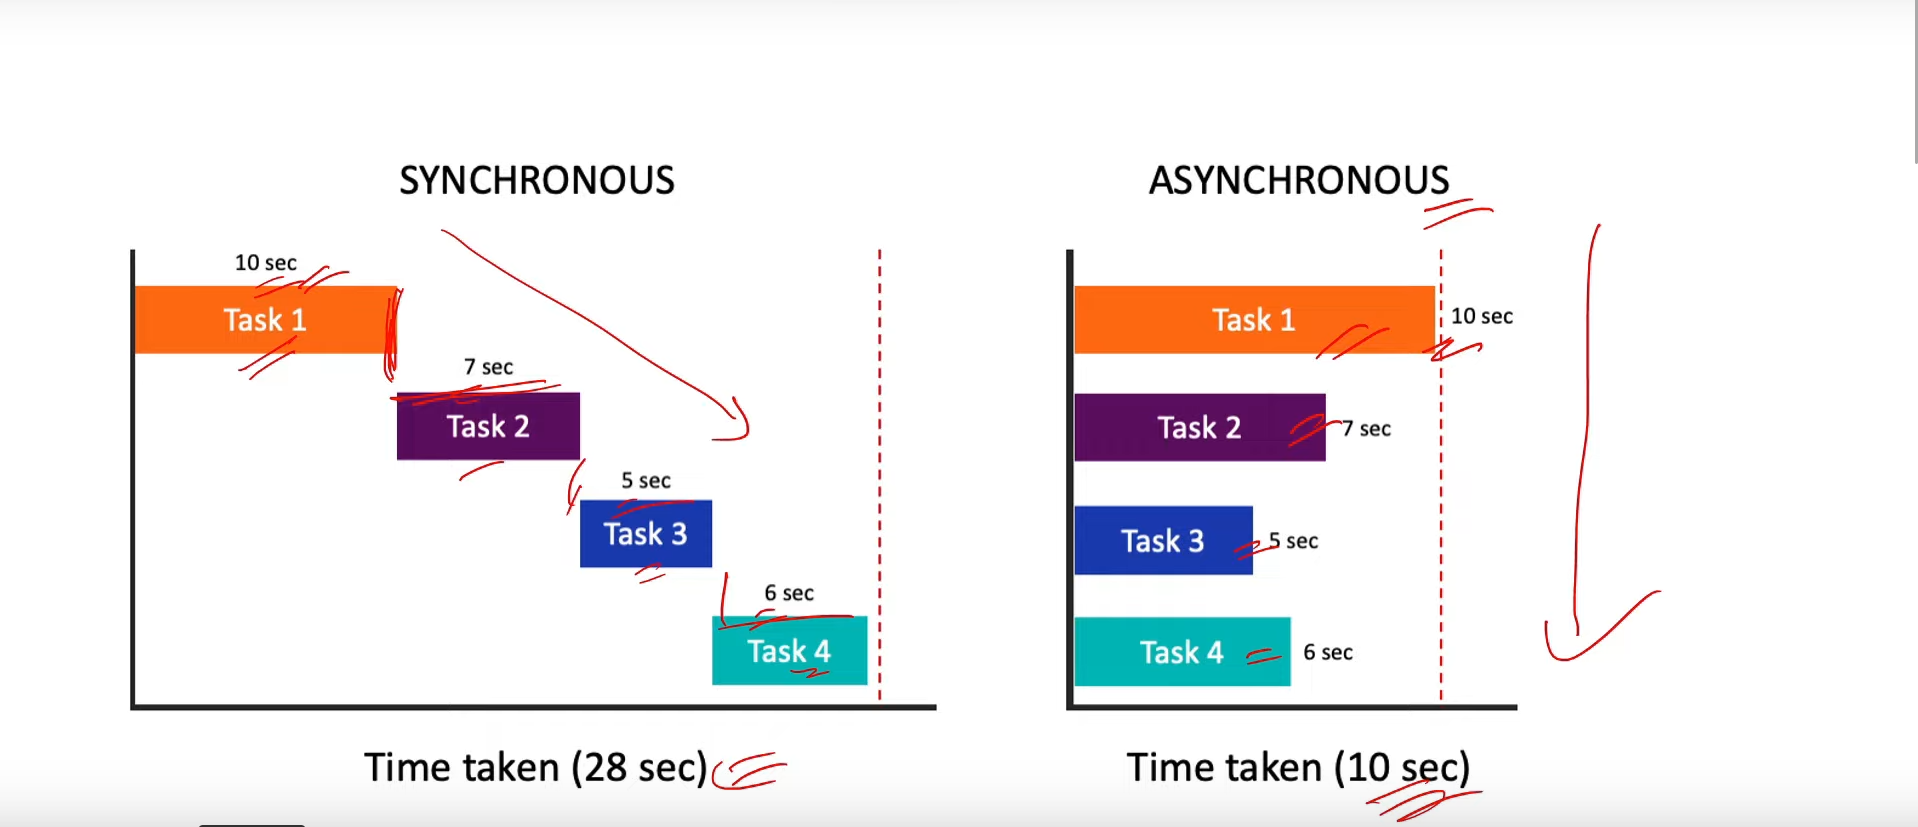 SYNCHRONOUS
10 sec
Task 1
7 sec
Task 2
5 sec
Task 3
6 sec
Task 4
Time taken (28 sec)
ASYNCHRONOUS
Task 1
10 sec
Task 2
7 sec
Task 3
5 sec
Task 4
6 sec
Time taken (10 sec)